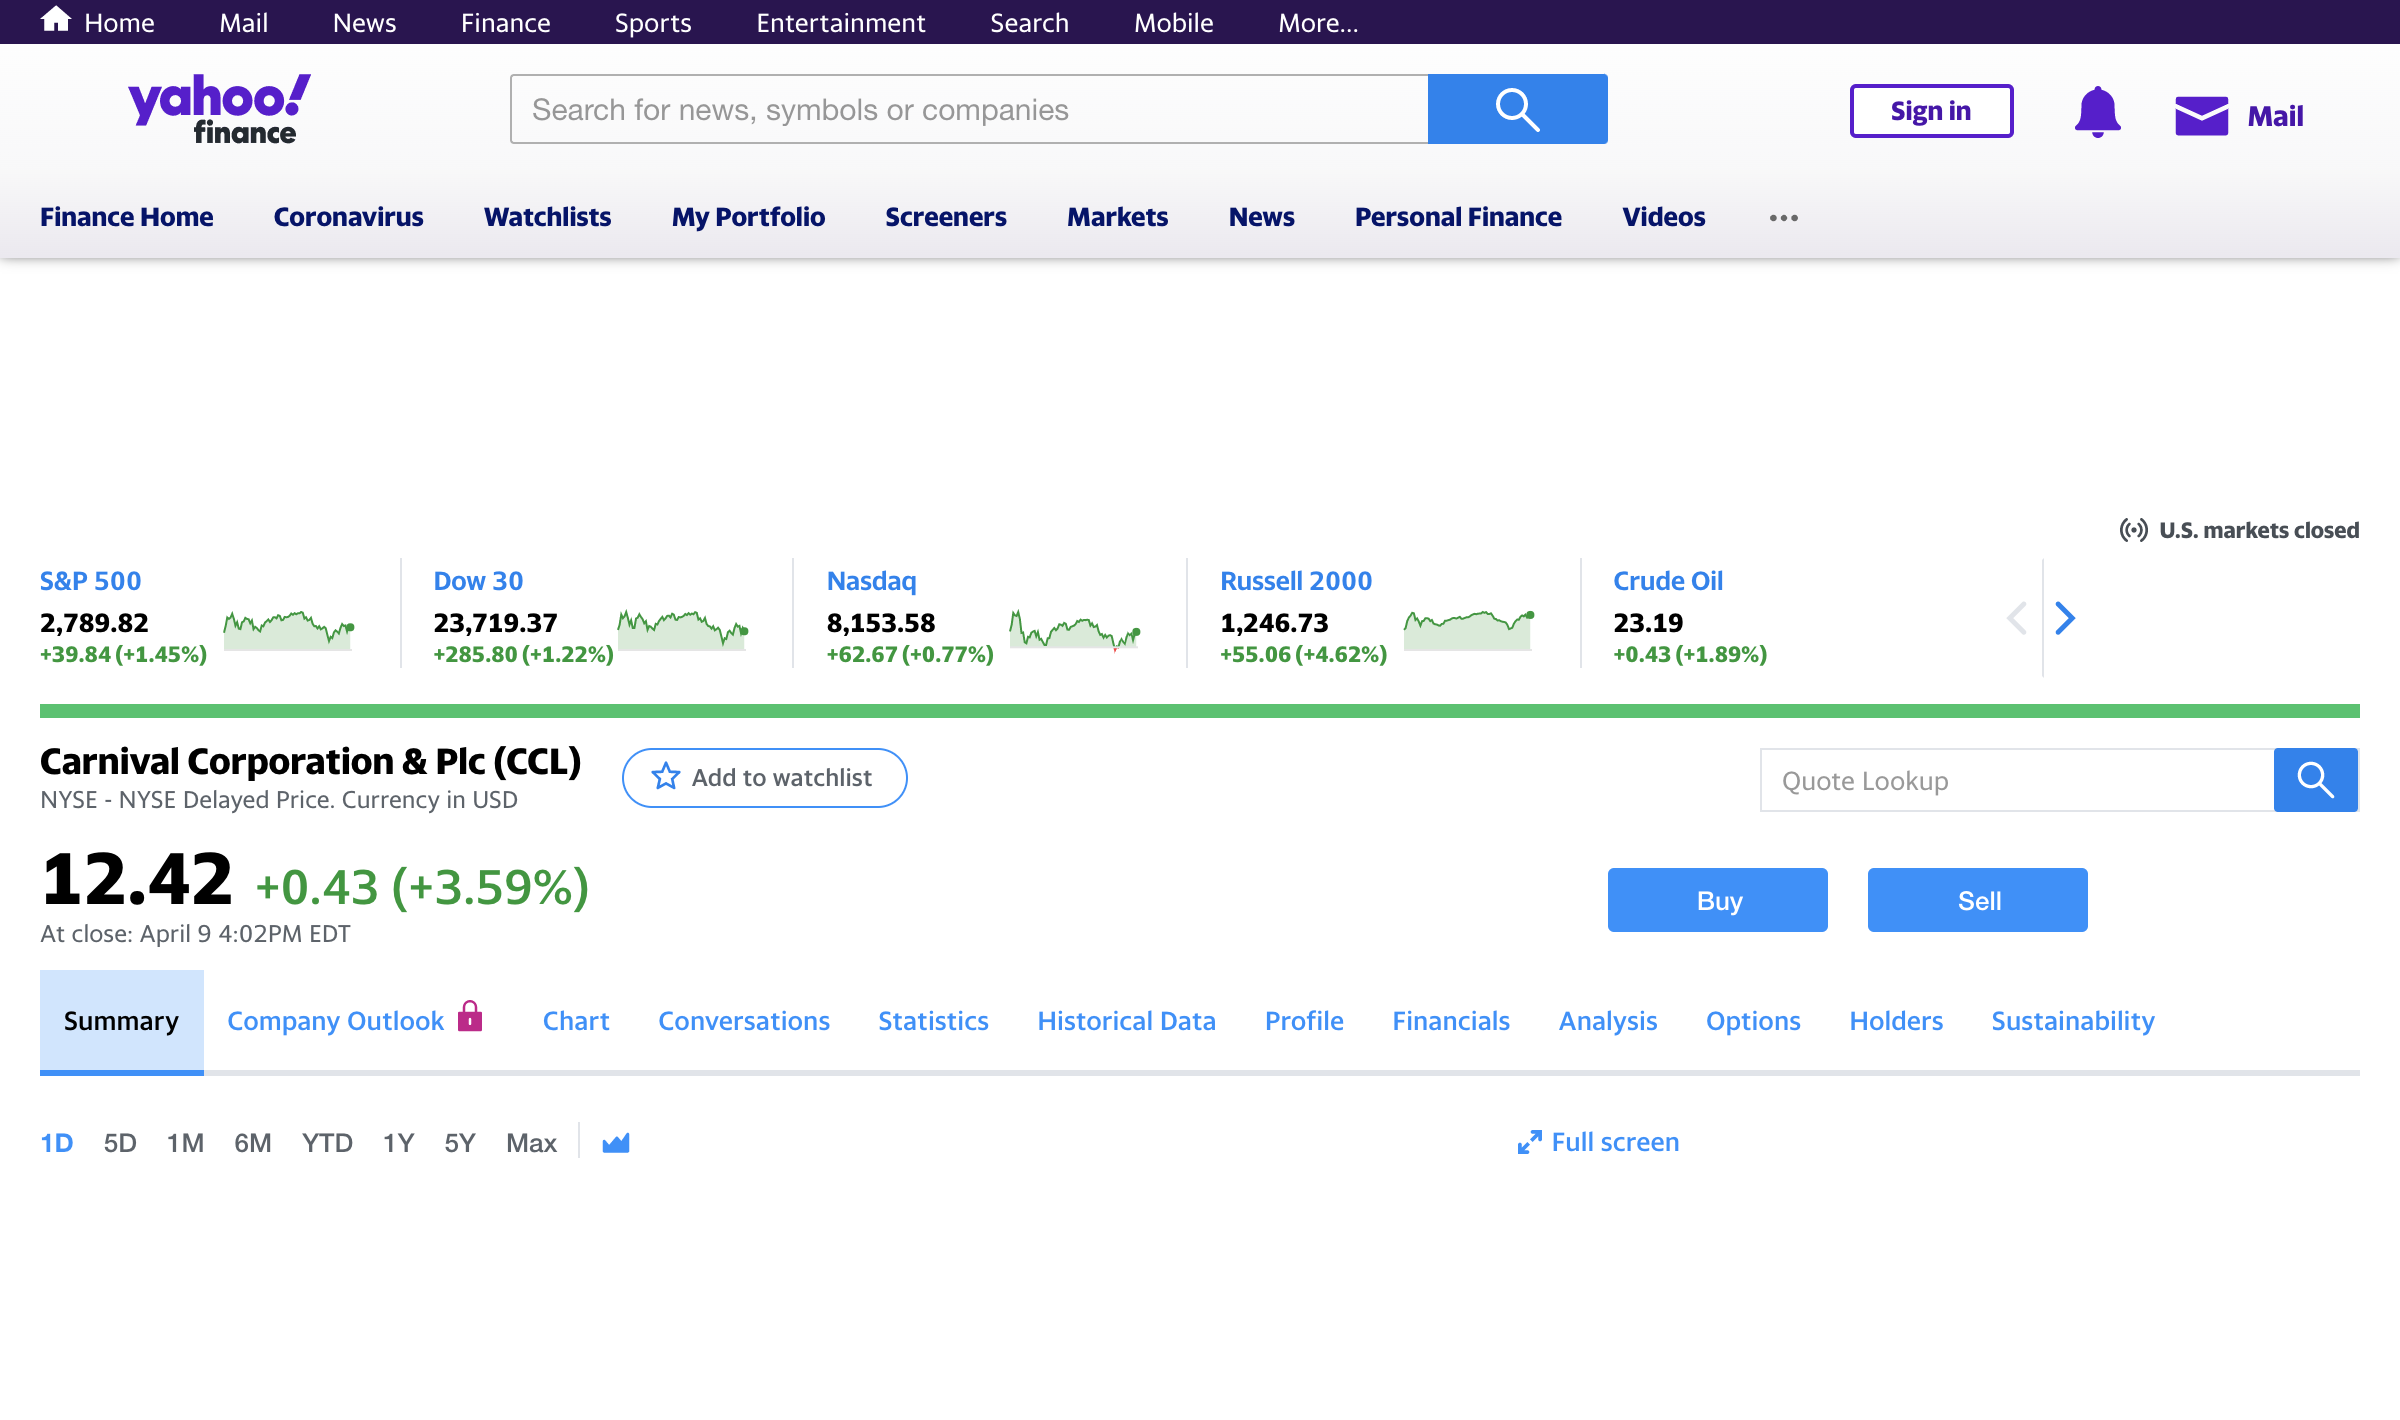 Home Mail News Finance Sports Entertainment Search Mobile More...
yahoo!
finance
Search for news, symbols or companies
Sign in
Mail
Finance Home Coronavirus Watchlists My Portfolio Screeners Markets News Personal Finance Videos ...
U.S. markets closed
S&P 500
2,789.82
+39.84 (+1.45%)
Dow 30
23,719.37
+285.80 (+1.22%)
Nasdaq
8,153.58
+62.67 (+0.77%)
Russell 2000
1,246.73
+55.06 (+4.62%)
Crude Oil
23.19
+0.43 (+1.89%)
Carnival Corporation & Plc (CCL)
NYSE - NYSE Delayed Price. Currency in USD
Add to watchlist
Quote Lookup
12.42 +0.43 (+3.59%)
At close: April 9 4:02PM EDT
Buy Sell
Summary Company Outlook Chart Conversations Statistics Historical Data Profile Financials Analysis Options Holders Sustainability
1D 5D 1M 6M YTD 1Y 5Y Max
Full screen